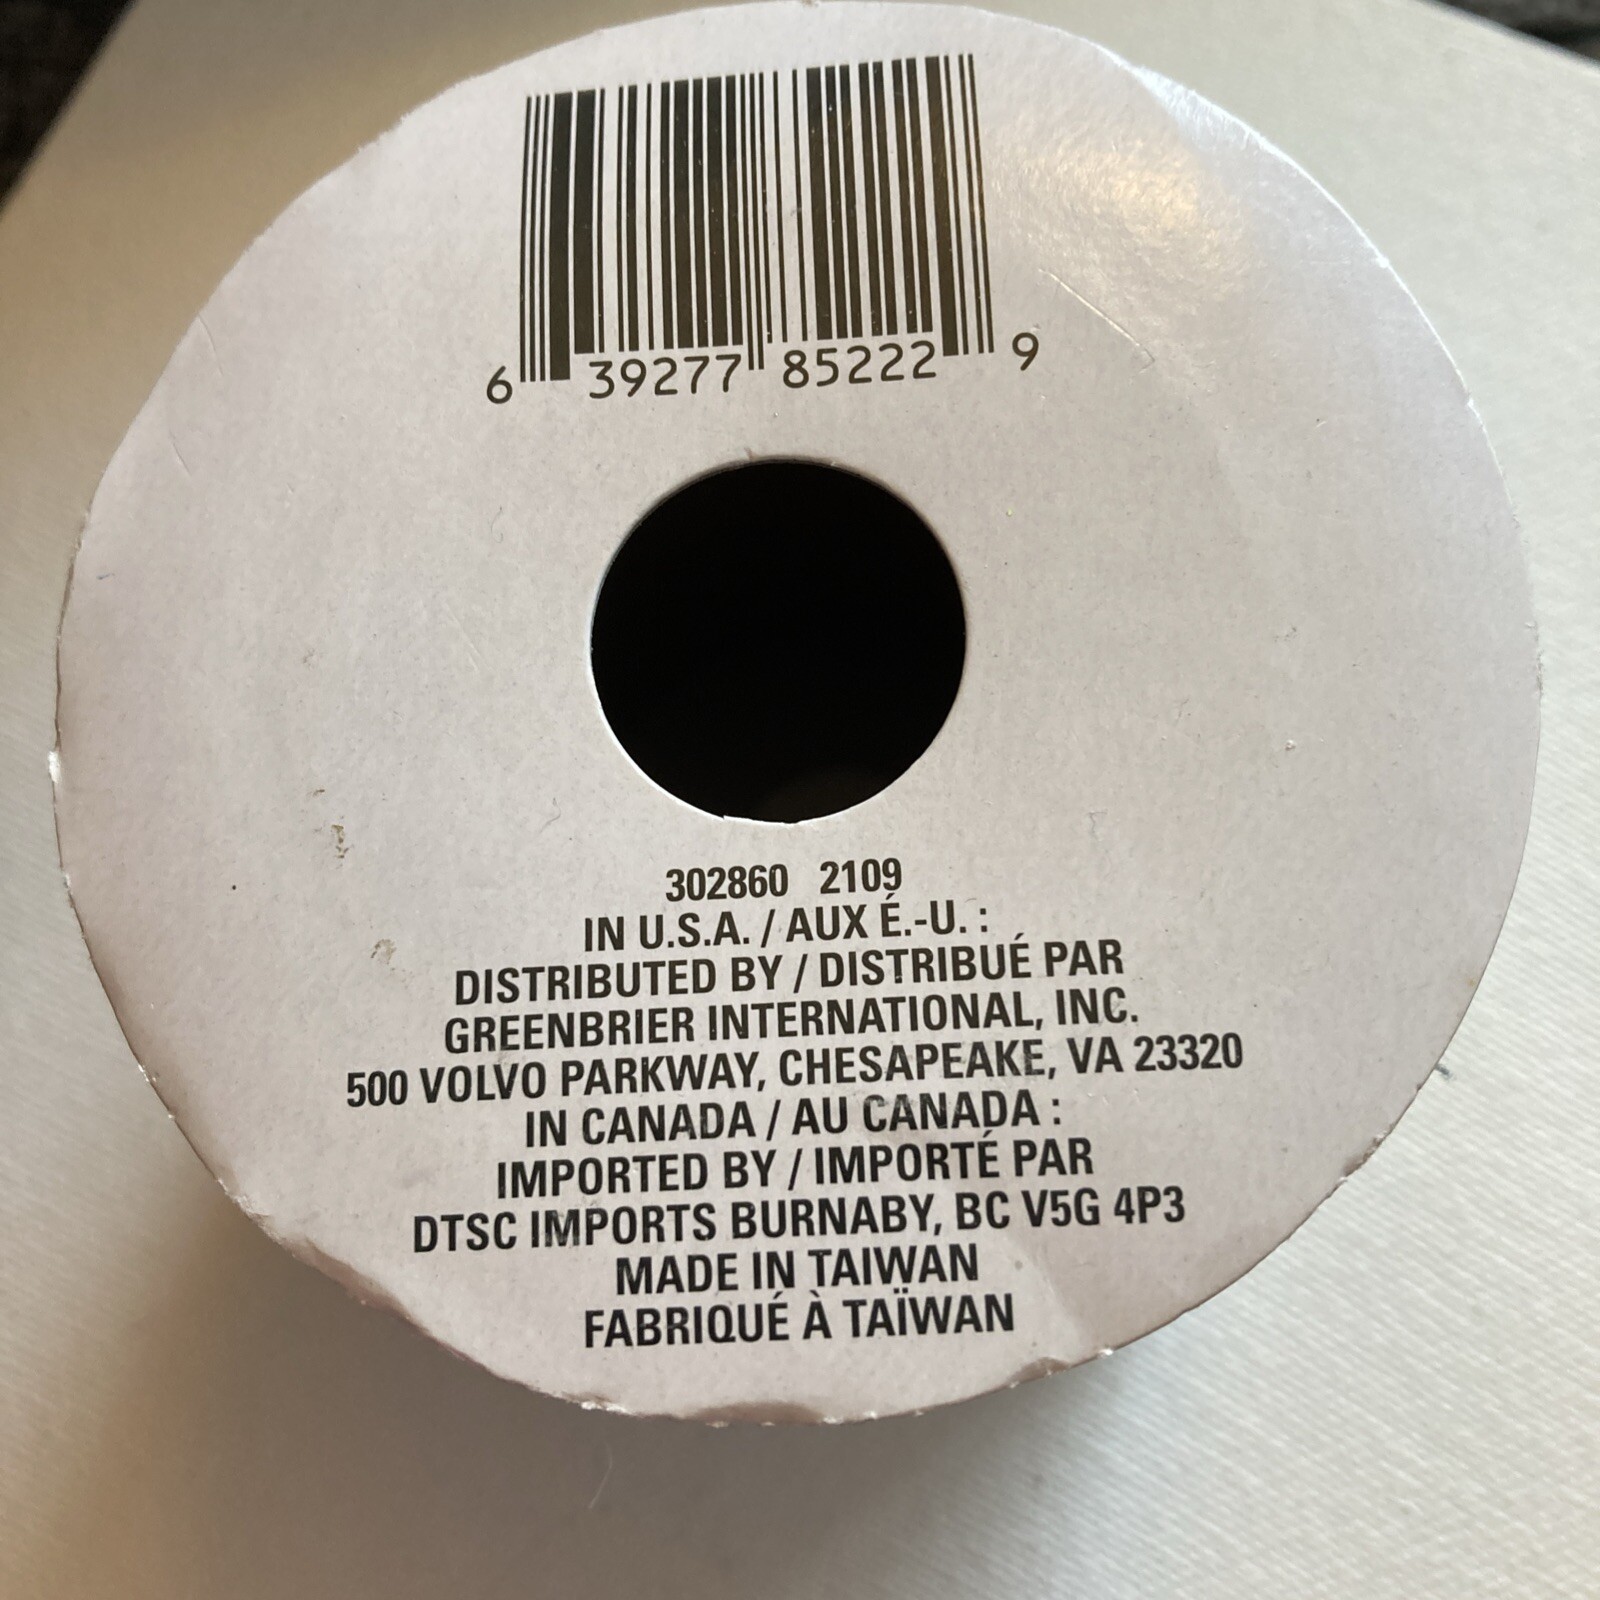 6 39277 85222 9
302860 2109
IN U.S.A. / AUX É.-U. :
DISTRIBUTED BY / DISTRIBUÉ PAR
GREENBRIER INTERNATIONAL, INC.
500 VOLVO PARKWAY, CHESAPEAKE, VA 23320
IN CANADA / AU CANADA :
IMPORTED BY / IMPORTÉ PAR
DTSC IMPORTS BURNABY, BC V5G 4P3
MADE IN TAIWAN
FABRIQUÉ À TAÏWAN